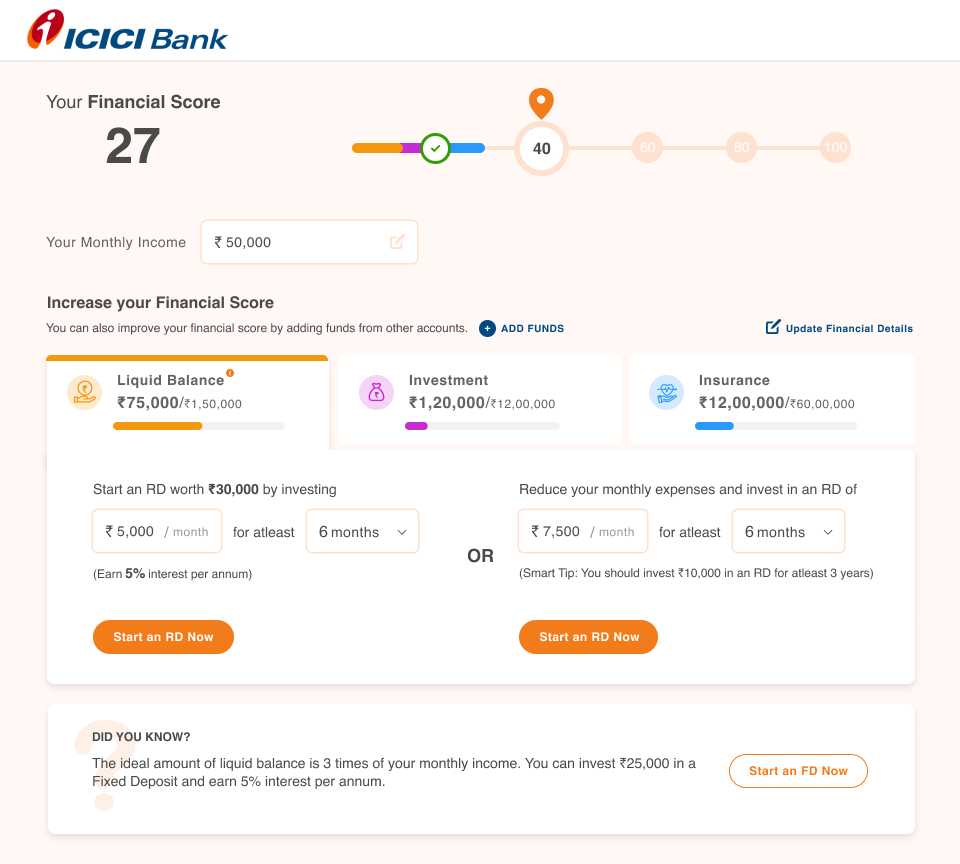 ICICI Bank
Your Financial Score
27
40
60
80
100
Your Monthly Income
₹ 50,000
Increase your Financial Score
You can also improve your financial score by adding funds from other accounts.
+ ADD FUNDS
Update Financial Details
Liquid Balance
₹75,000/₹1,50,000
Investment
₹1,20,000/₹12,00,000
Insurance
₹12,00,000/₹60,00,000
Start an RD worth ₹30,000 by investing
₹ 5,000 / month for atleast 6 months
(Earn 5% interest per annum)
Start an RD Now
OR
Reduce your monthly expenses and invest in an RD of
₹ 7,500 / month for atleast 6 months
(Smart Tip: You should invest ₹10,000 in an RD for atleast 3 years)
Start an RD Now
?
DID YOU KNOW?
The ideal amount of liquid balance is 3 times of your monthly income. You can invest ₹25,000 in a
Fixed Deposit and earn 5% interest per annum.
Start an FD Now